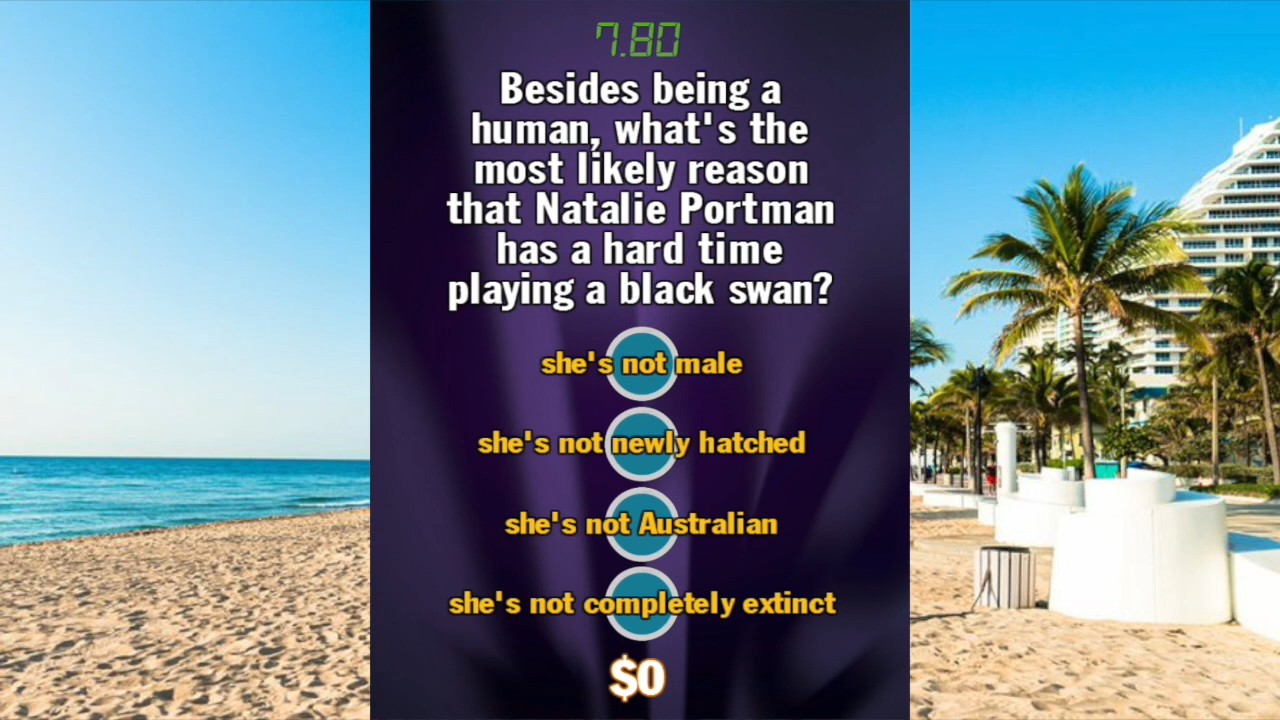 7.80
Besides being a
human, what's the
most likely reason
that Natalie Portman
has a hard time
playing a black swan?
she's not male
she's not newly hatched
she's not Australian
she's not completely extinct
$0